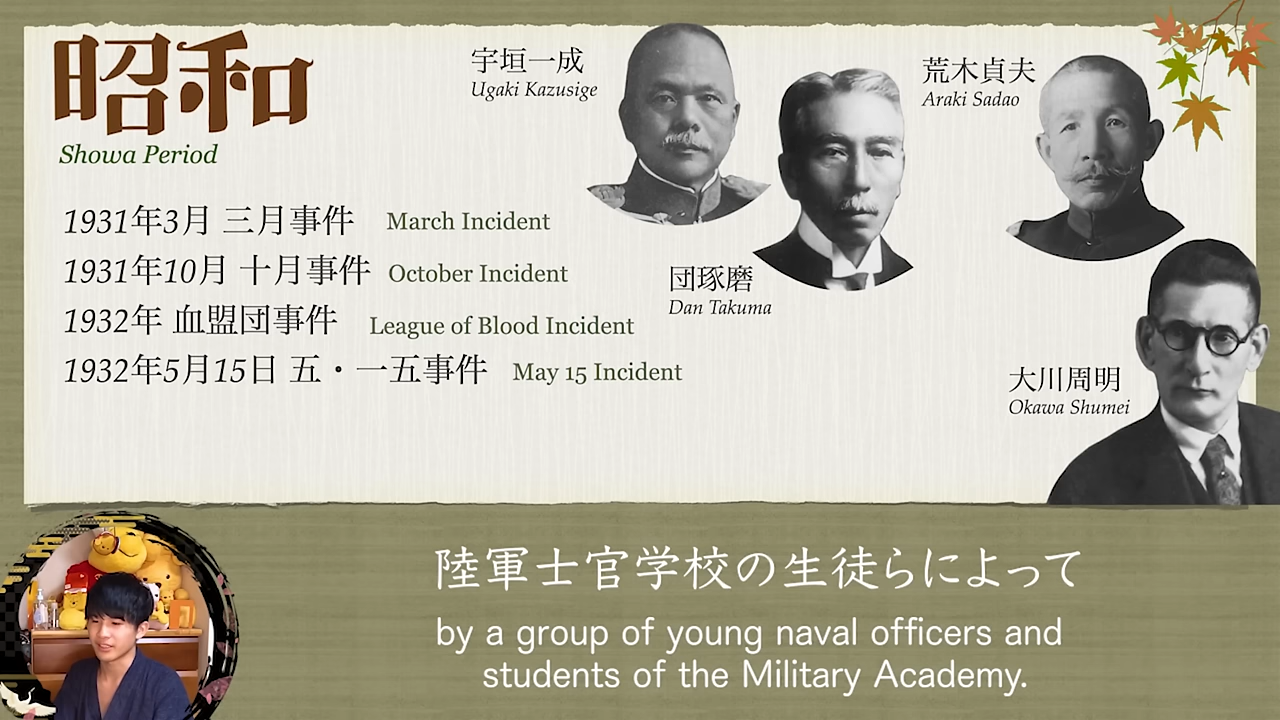 昭和
Showa Period
1931年3月 三月事件 March Incident
1931年10月 十月事件 October Incident
1932年 血盟団事件 League of Blood Incident
1932年5月15日 五・一五事件 May 15 Incident
宇垣一成
Ugaki Kazusige
団琢磨
Dan Takuma
荒木貞夫
Araki Sadao
大川周明
Okawa Shumei
陸軍士官学校の生徒らによって
by a group of young naval officers and
students of the Military Academy.